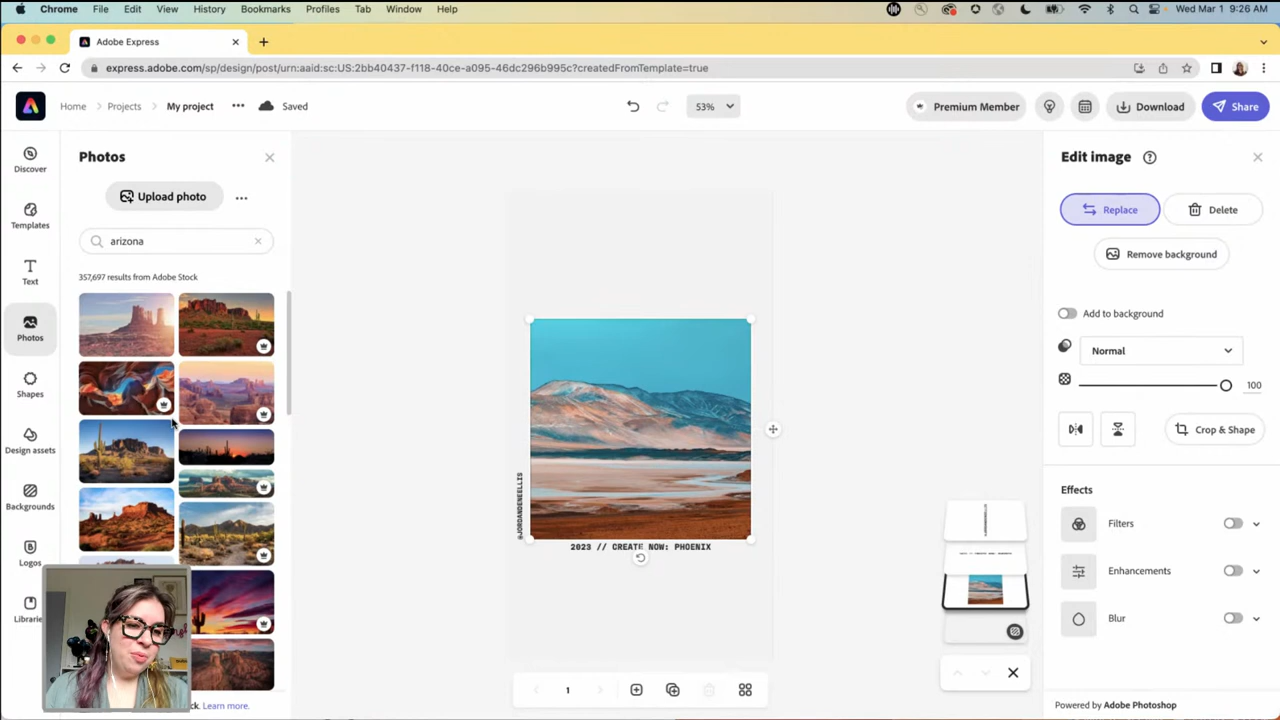 Chrome File Edit View History Bookmarks Profiles Tab Window Help
Wed Mar 1 9:26 AM
Adobe Express
express.adobe.com/sp/design/post/urn:aaid:sc:US:2bb40437-f118-40ce-a095-46dc296b995c?createdFromTemplate=true
Home Projects My project Saved
53%
Premium Member
Download
Share
Discover
Templates
Text
Photos
Shapes
Design assets
Backgrounds
Logos
Photos
Upload photo
arizona
357,697 results from Adobe Stock
Learn more.
@JORDANDENEELLIS
2023 // CREATE NOW: PHOENIX
1
Edit image
Replace
Delete
Remove background
Add to background
Normal
100
Crop & Shape
Effects
Filters
Enhancements
Blur
Powered by Adobe Photoshop